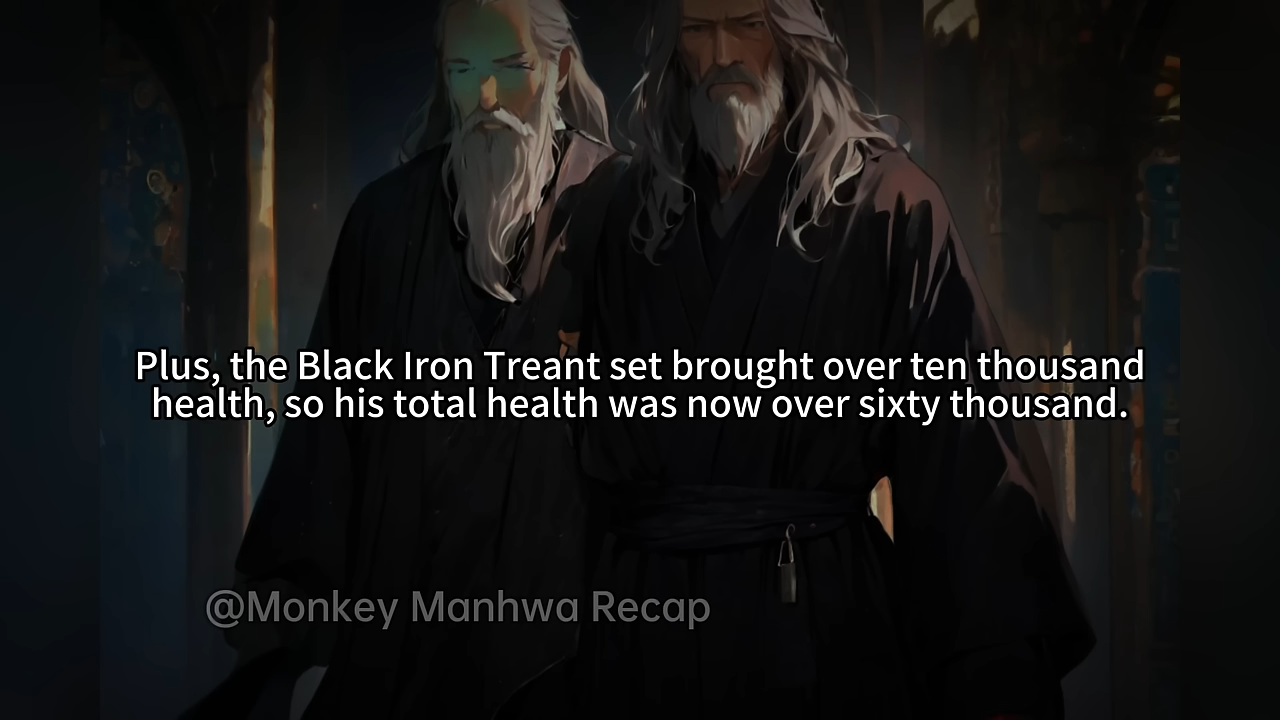 Plus, the Black Iron Treant set brought over ten thousand
health, so his total health was now over sixty thousand.
@Monkey Manhwa Recap